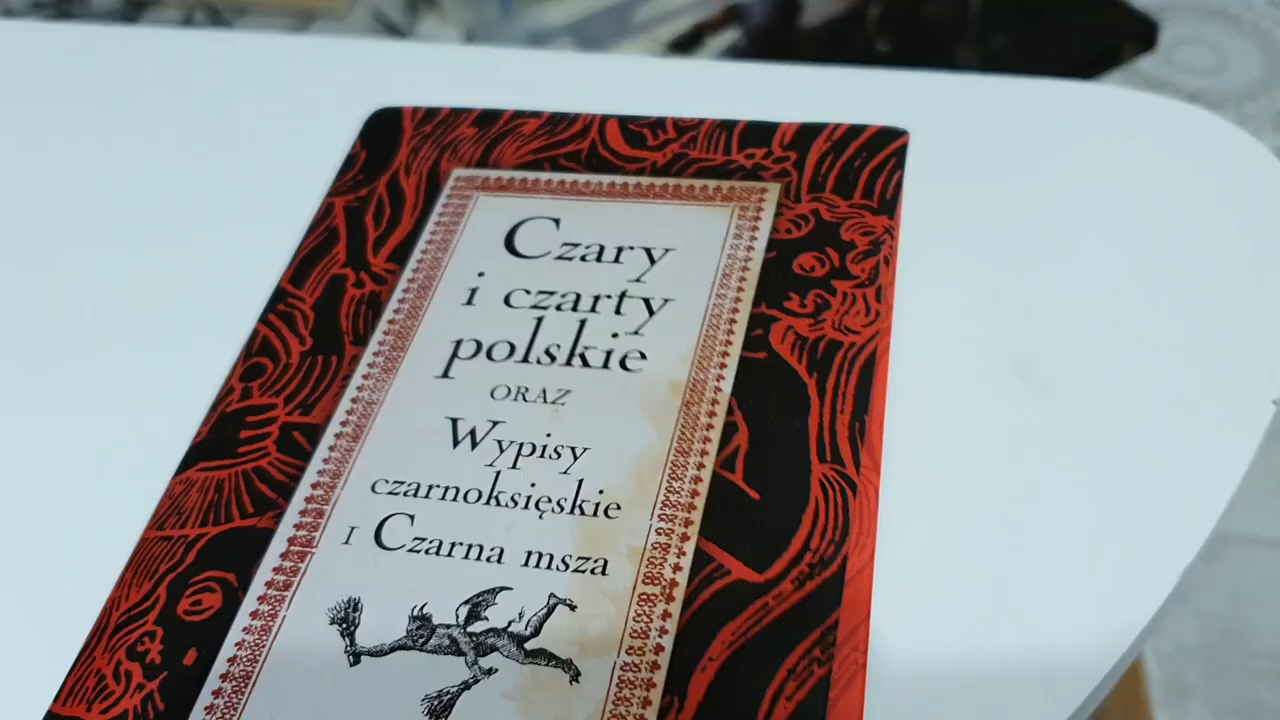 Czary
i czarty
polskie
ORAZ
Wypisy
czarnoksięskie
I Czarna msza